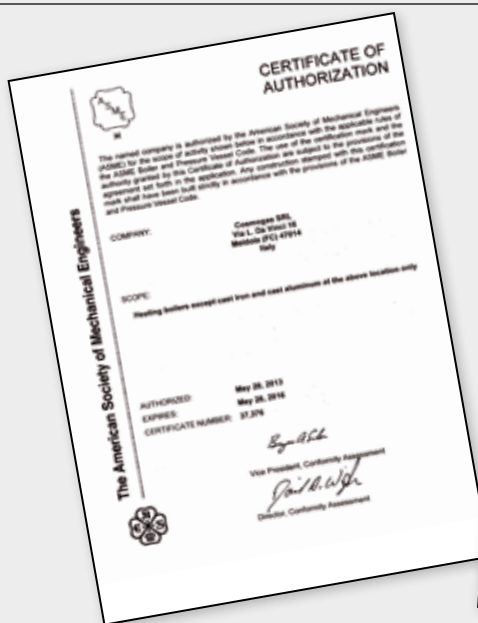 CERTIFICATE OF
AUTHORIZATION
ASME
The American Society of Mechanical Engineers
The named company is authorized by the American Society of Mechanical Engineers
(ASME) for the scope of activity shown below in accordance with the applicable rules of
the ASME Boiler and Pressure Vessel Code. The use of the certification mark and the
authority granted by this Certificate of Authorization are subject to the provisions of the
agreement set forth in the application. Any construction stamped with this certification
mark shall have been built strictly in accordance with the provisions of the ASME Boiler
and Pressure Vessel Code.
COMPANY:
Cosmogas SRL
Via L. Da Vinci 16
Meldola (FC) 47014
Italy
SCOPE:
Heating boilers except cast iron and cast aluminum at the above location only
AUTHORIZED: May 28, 2013
EXPIRES: May 28, 2016
CERTIFICATE NUMBER: 37,376
Vice President, Conformity Assessment
Director, Conformity Assessment